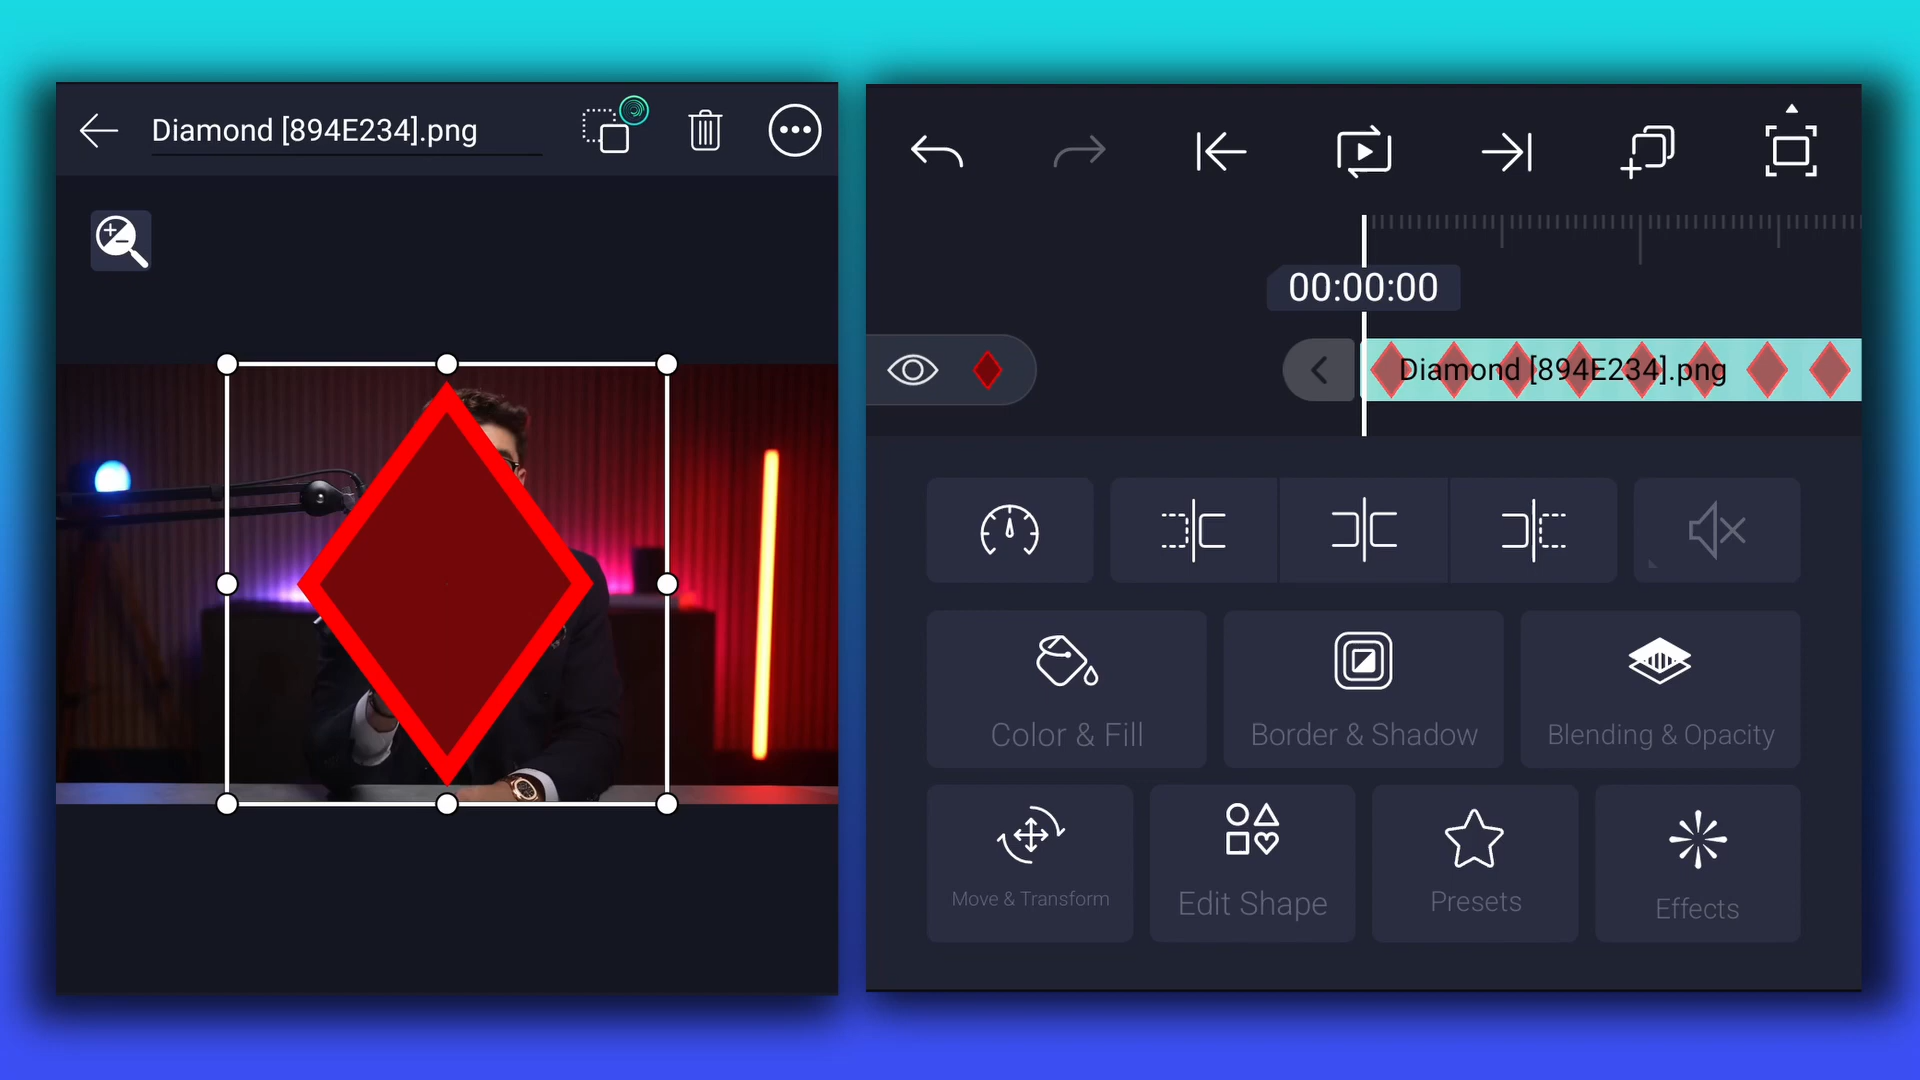 Diamond [894E234].png
00:00:00
Diamond [894E234].png
Color & Fill
Border & Shadow
Blending & Opacity
Move & Transform
Edit Shape
Presets
Effects